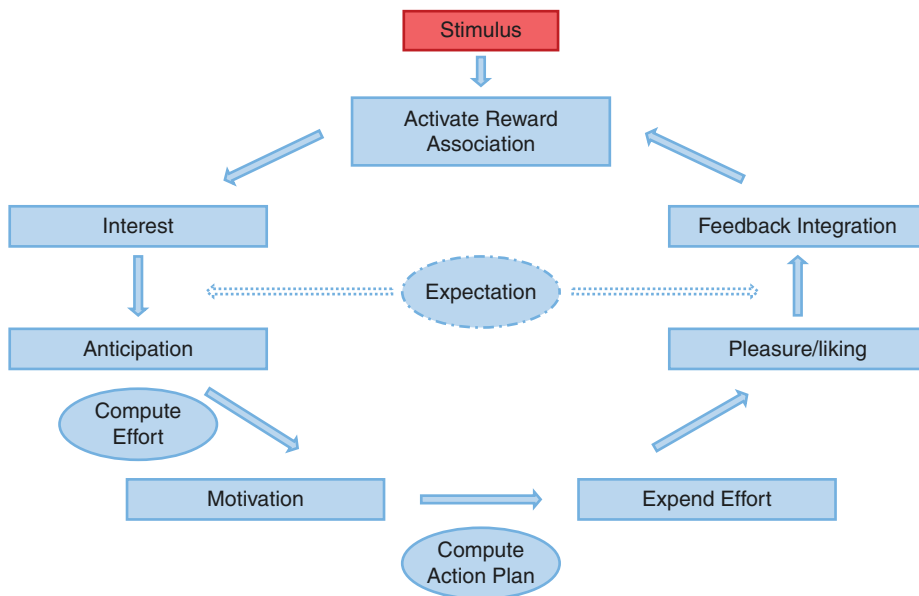 Stimulus
Activate Reward
Association
Interest
Feedback Integration
Expectation
Anticipation
Pleasure/liking
Compute
Effort
Motivation
Expend Effort
Compute
Action Plan